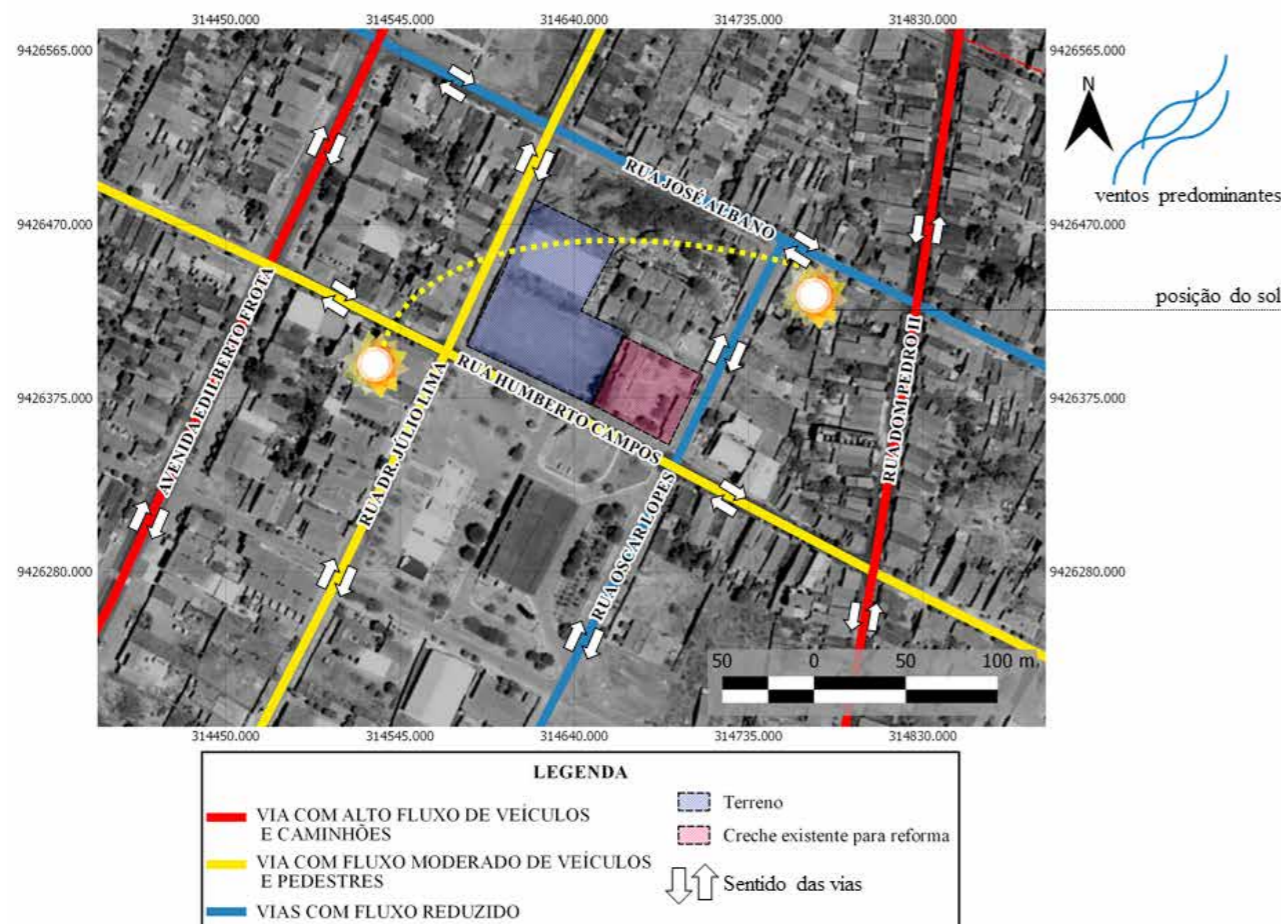 314450.000 314545.000 314640.000 314735.000 314830.000
9426565.000
9426565.000
N
ventos predominantes
RUA JOSÉ ALBANO
9426470.000
9426470.000
posição do sol
AVENIDA EDILBERTO FROTA
RUA DR. JÚLIO LIMA
RUA HUMBERTO CAMPOS
RUA DOM PEDRO II
9426375.000
9426375.000
RUA OSCAR LOPES
9426280.000
9426280.000
50 0 50 100 m
314450.000 314545.000 314640.000 314735.000 314830.000
LEGENDA
VIA COM ALTO FLUXO DE VEÍCULOS
E CAMINHÕES
VIA COM FLUXO MODERADO DE VEÍCULOS
E PEDESTRES
VIAS COM FLUXO REDUZIDO
Terreno
Creche existente para reforma
Sentido das vias